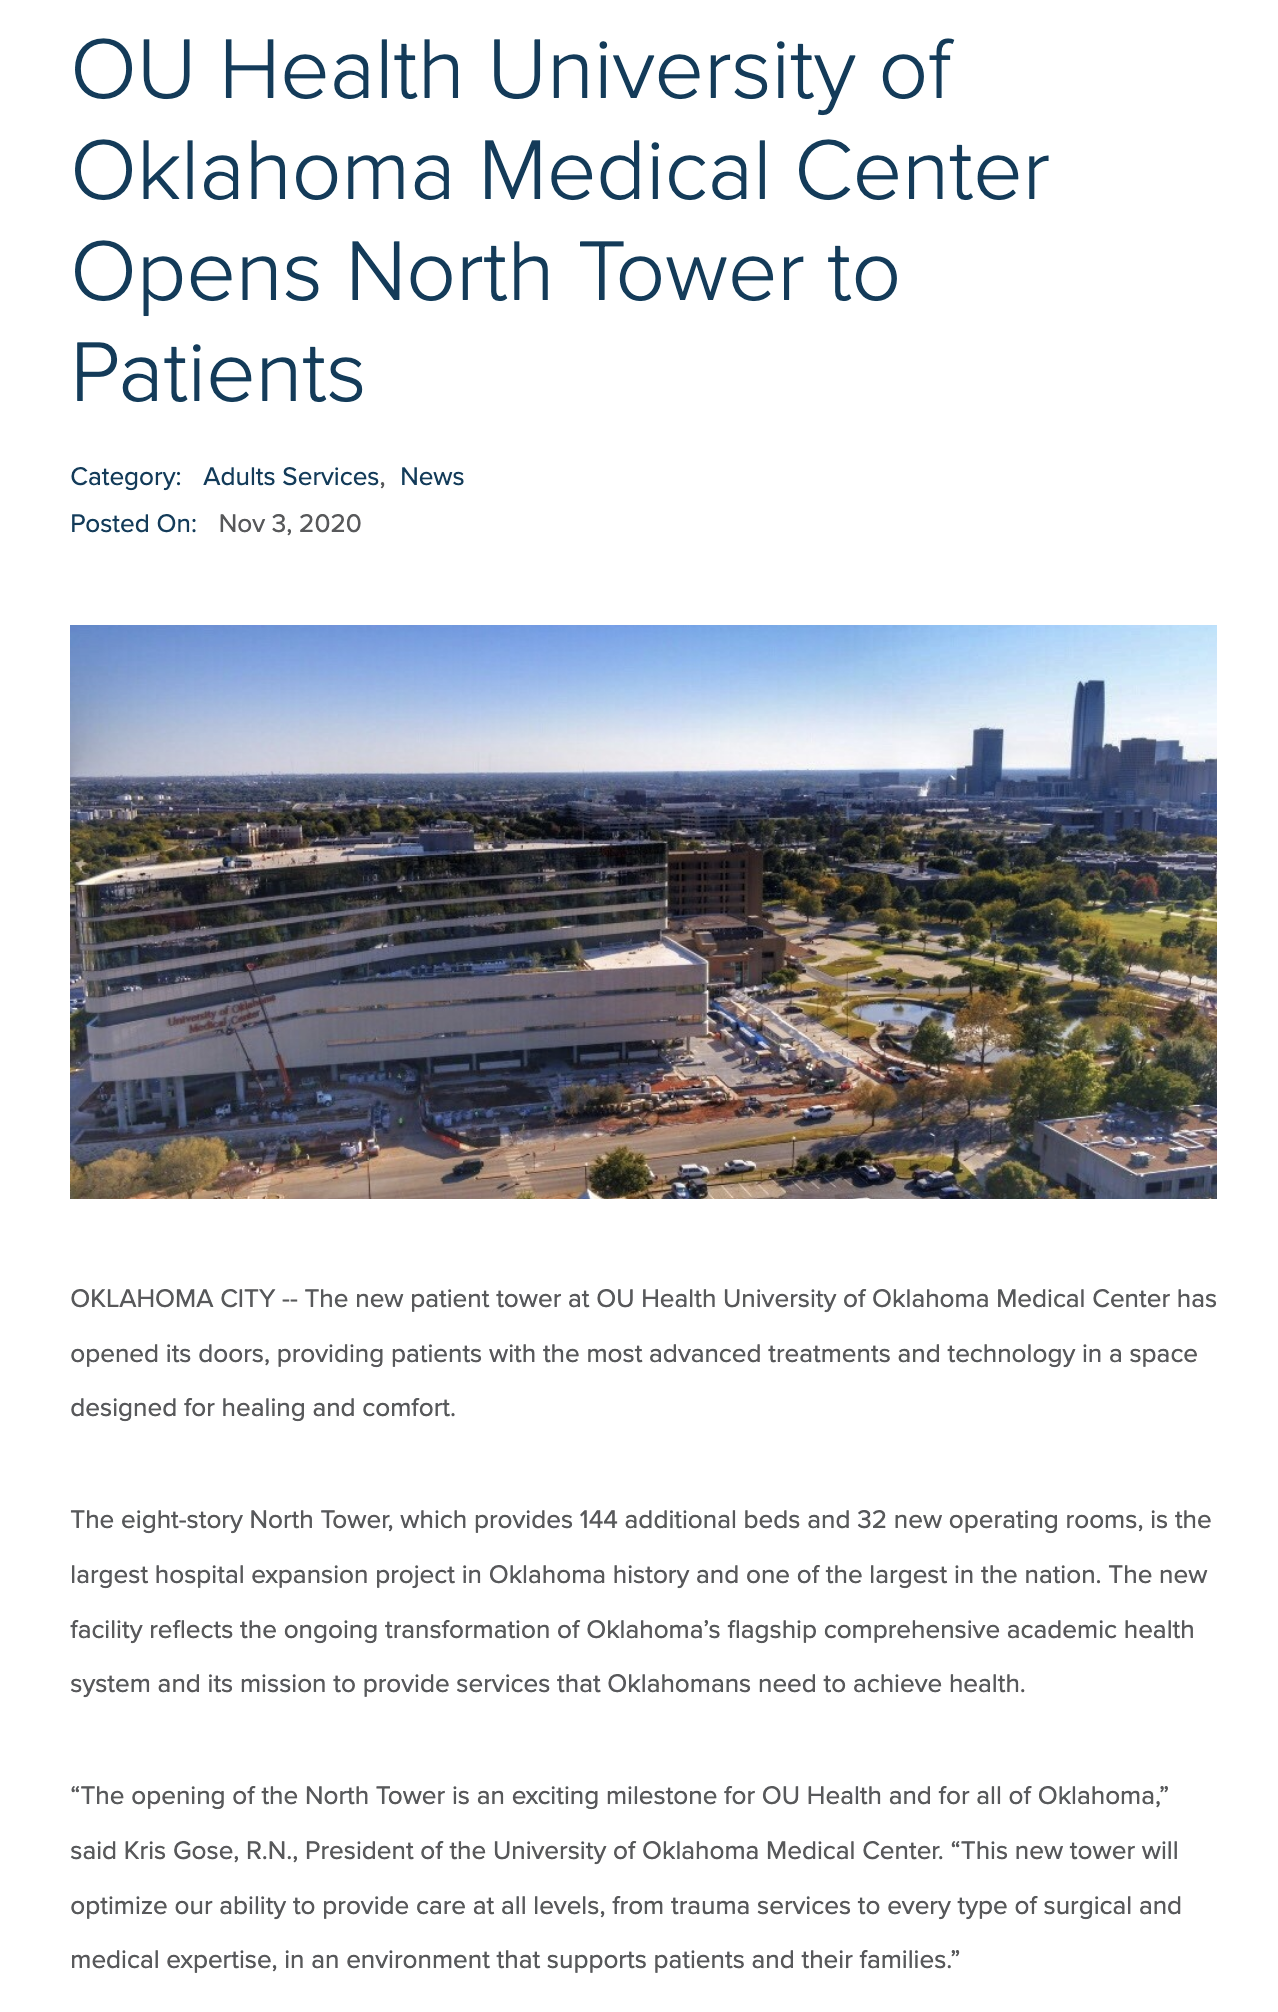 OU Health University of
Oklahoma Medical Center
Opens North Tower to
Patients
Category: Adults Services, News
Posted On: Nov 3, 2020
University of Oklahoma
Medical Center
OKLAHOMA CITY -- The new patient tower at OU Health University of Oklahoma Medical Center has
opened its doors, providing patients with the most advanced treatments and technology in a space
designed for healing and comfort.
The eight-story North Tower, which provides 144 additional beds and 32 new operating rooms, is the
largest hospital expansion project in Oklahoma history and one of the largest in the nation. The new
facility reflects the ongoing transformation of Oklahoma’s flagship comprehensive academic health
system and its mission to provide services that Oklahomans need to achieve health.
“The opening of the North Tower is an exciting milestone for OU Health and for all of Oklahoma,”
said Kris Gose, R.N., President of the University of Oklahoma Medical Center. “This new tower will
optimize our ability to provide care at all levels, from trauma services to every type of surgical and
medical expertise, in an environment that supports patients and their families.”